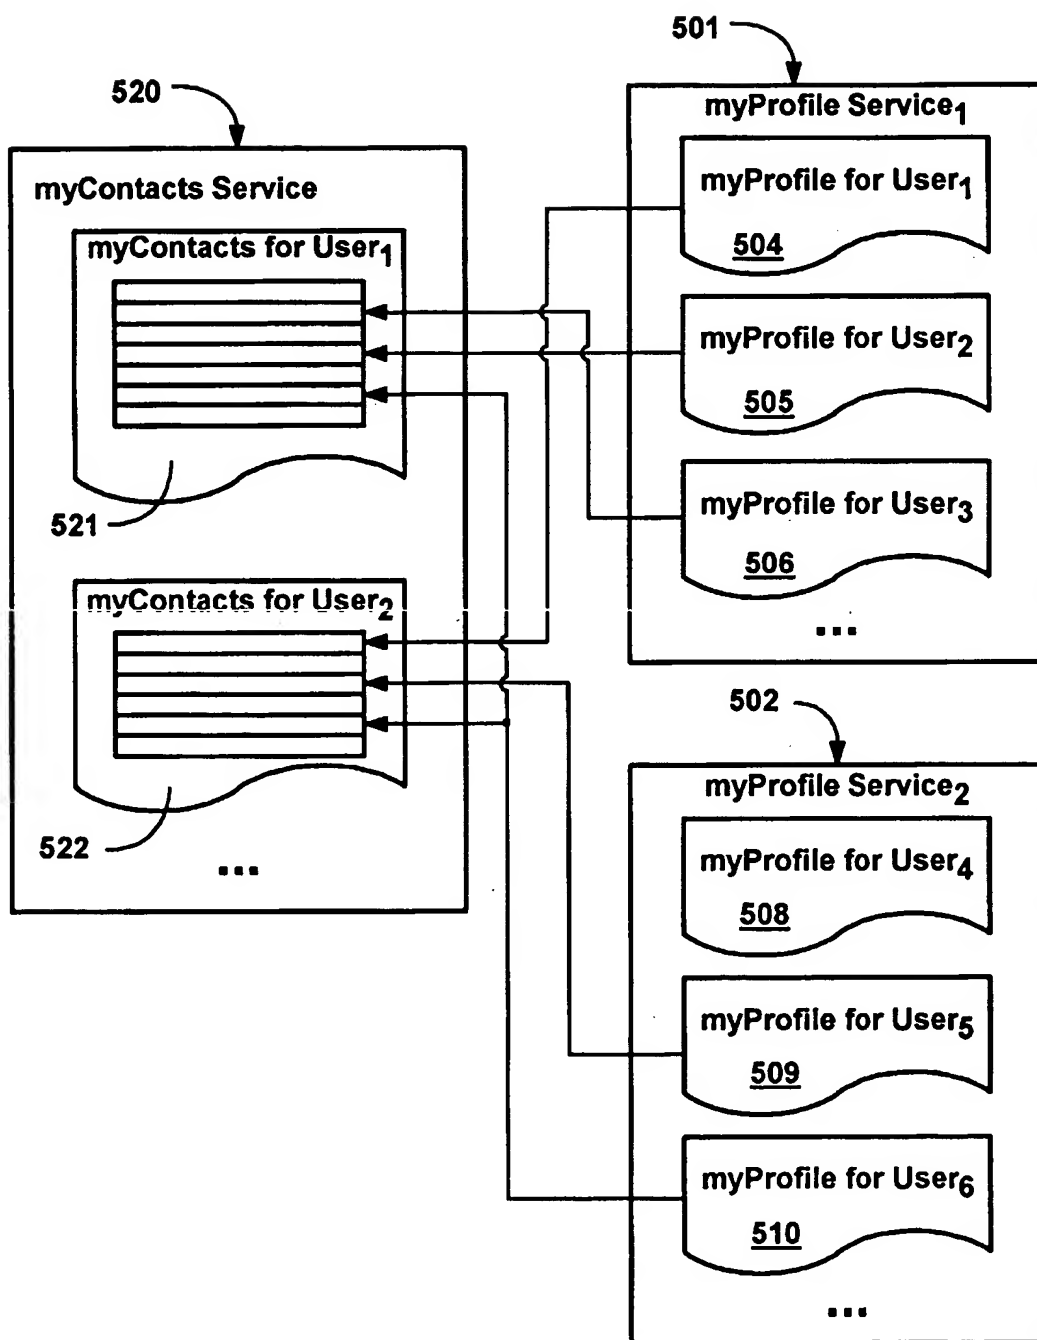 520
myContacts Service
myContacts for User1
521
myContacts for User2
522
...
501
myProfile Service1
myProfile for User1
504
myProfile for User2
505
myProfile for User3
506
...
502
myProfile Service2
myProfile for User4
508
myProfile for User5
509
myProfile for User6
510
...